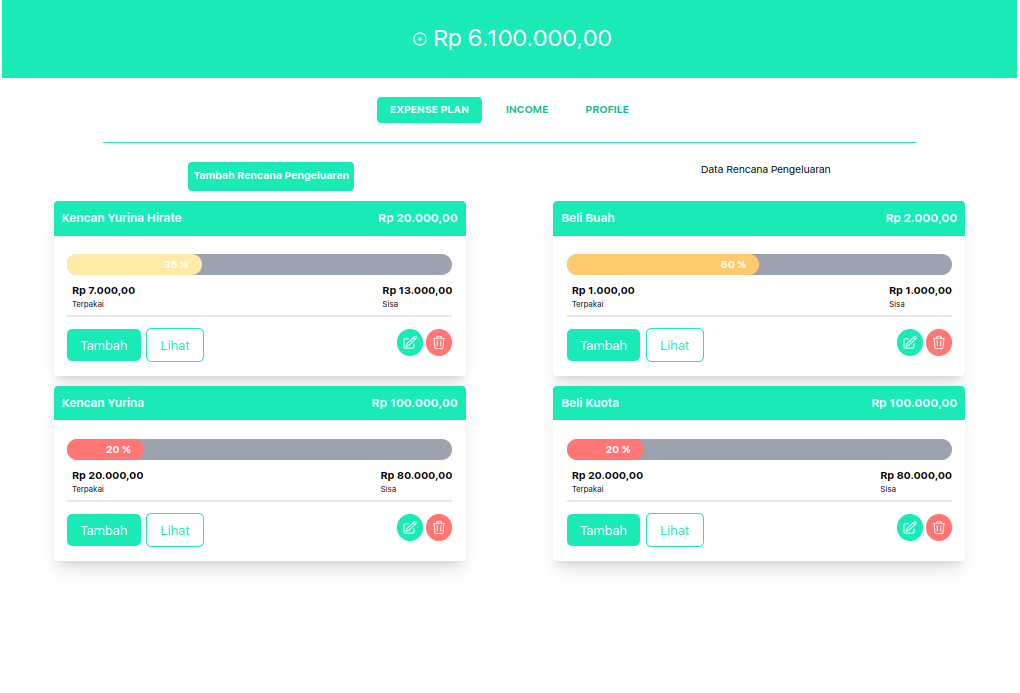 Rp 6.100.000,00
EXPENSE PLAN
INCOME
PROFILE
Tambah Rencana Pengeluaran
Data Rencana Pengeluaran
Kencan Yurina Hirate
Rp 20.000,00
35 %
Rp 7.000,00
Rp 13.000,00
Terpakai
Sisa
Tambah
Lihat
Beli Buah
Rp 2.000,00
50 %
Rp 1.000,00
Rp 1.000,00
Terpakai
Sisa
Tambah
Lihat
Kencan Yurina
Rp 100.000,00
20 %
Rp 20.000,00
Rp 80.000,00
Terpakai
Sisa
Tambah
Lihat
Beli Kuota
Rp 100.000,00
20 %
Rp 20.000,00
Rp 80.000,00
Terpakai
Sisa
Tambah
Lihat